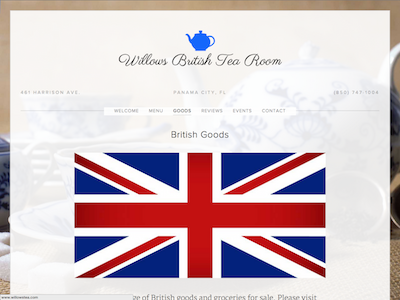 Willows British Tea Room
461 HARRISON AVE.
PANAMA CITY, FL
(850) 747-1004
WELCOME MENU GOODS REVIEWS EVENTS CONTACT
British Goods
ge of British goods and groceries for sale. Please visit
www.willowstea.com